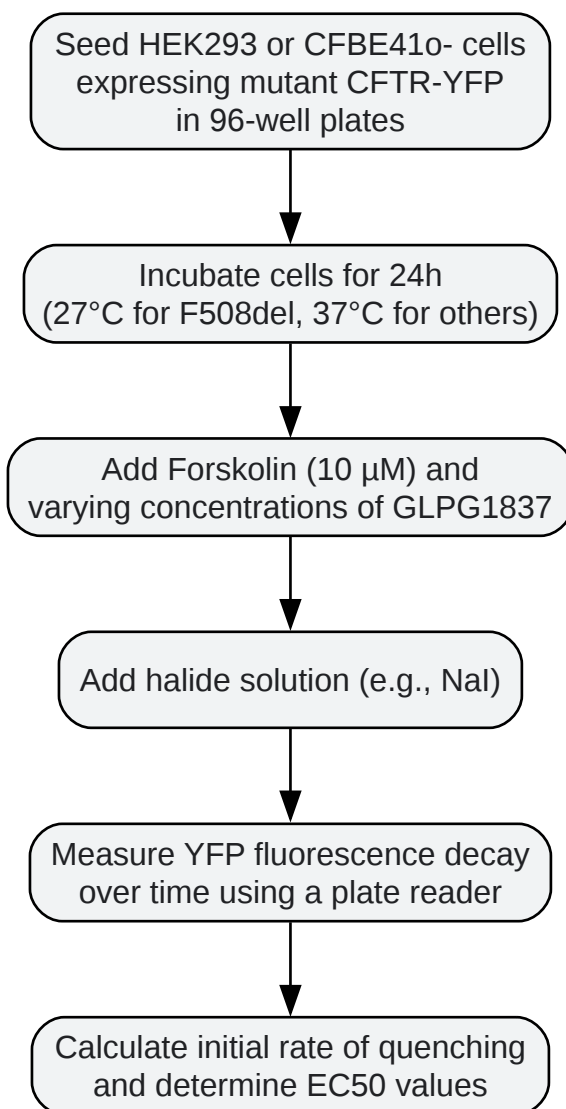 Seed HEK293 or CFBE41o- cells
expressing mutant CFTR-YFP
in 96-well plates
Incubate cells for 24h
(27°C for F508del, 37°C for others)
Add Forskolin (10 µM) and
varying concentrations of GLPG1837
Add halide solution (e.g., NaI)
Measure YFP fluorescence decay
over time using a plate reader
Calculate initial rate of quenching
and determine EC50 values